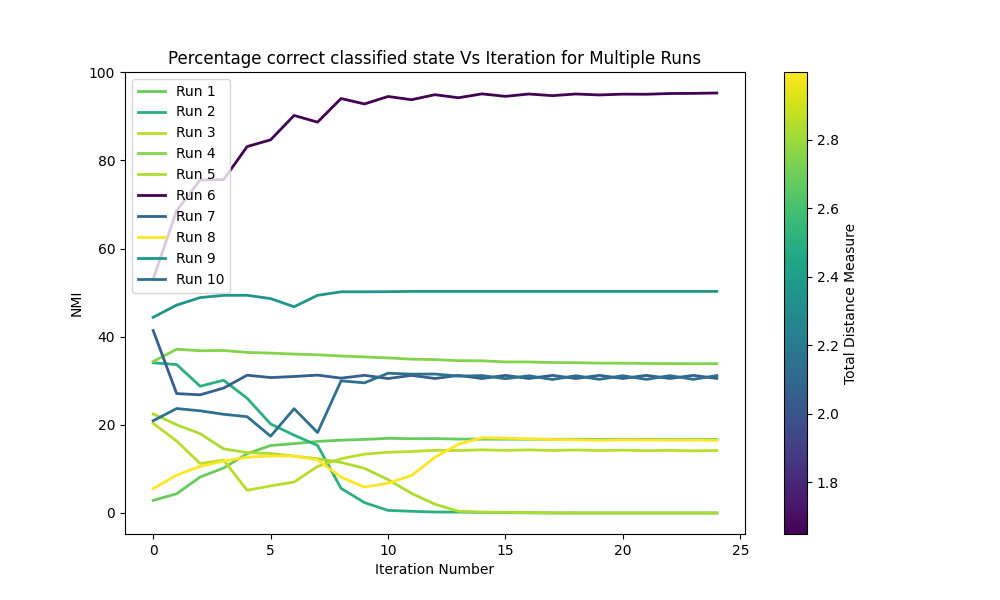 Percentage correct classified state Vs Iteration for Multiple Runs
100
80
60
40
20
0
NMI
Run 1
Run 2
Run 3
Run 4
Run 5
Run 6
Run 7
Run 8
Run 9
Run 10
0 5 10 15 20 25
Iteration Number
2.8
2.6
2.4
2.2
2.0
1.8
Total Distance Measure